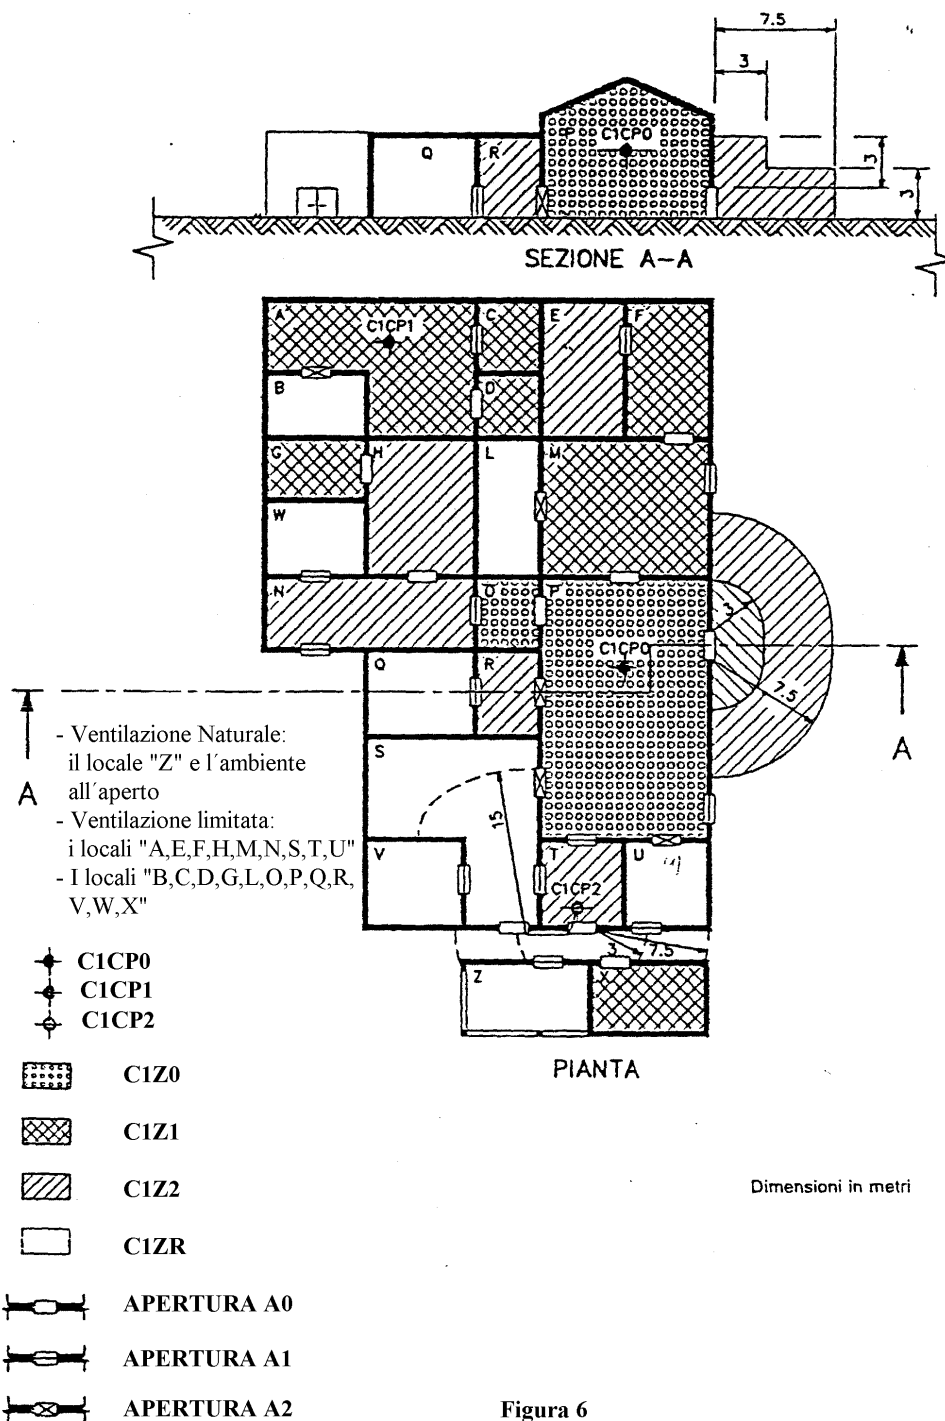 7.5
3
P
C1CP0
Q
R
3
3
SEZIONE A-A
A
C1CP1
C
E
F
B
D
G
H
L
M
W
N
O
P
3
C1CP0
Q
R
7.5
A
A
- Ventilazione Naturale:
il locale "Z" e l´ambiente
all´aperto
- Ventilazione limitata:
i locali "A,E,F,H,M,N,S,T,U"
- I locali "B,C,D,G,L,O,P,Q,R,
V,W,X"
S
15
V
T
U
C1CP2
3
7.5
Z
X
PIANTA
C1CP0
C1CP1
C1CP2
C1Z0
C1Z1
C1Z2
C1ZR
Dimensioni in metri
APERTURA A0
APERTURA A1
APERTURA A2
Figura 6